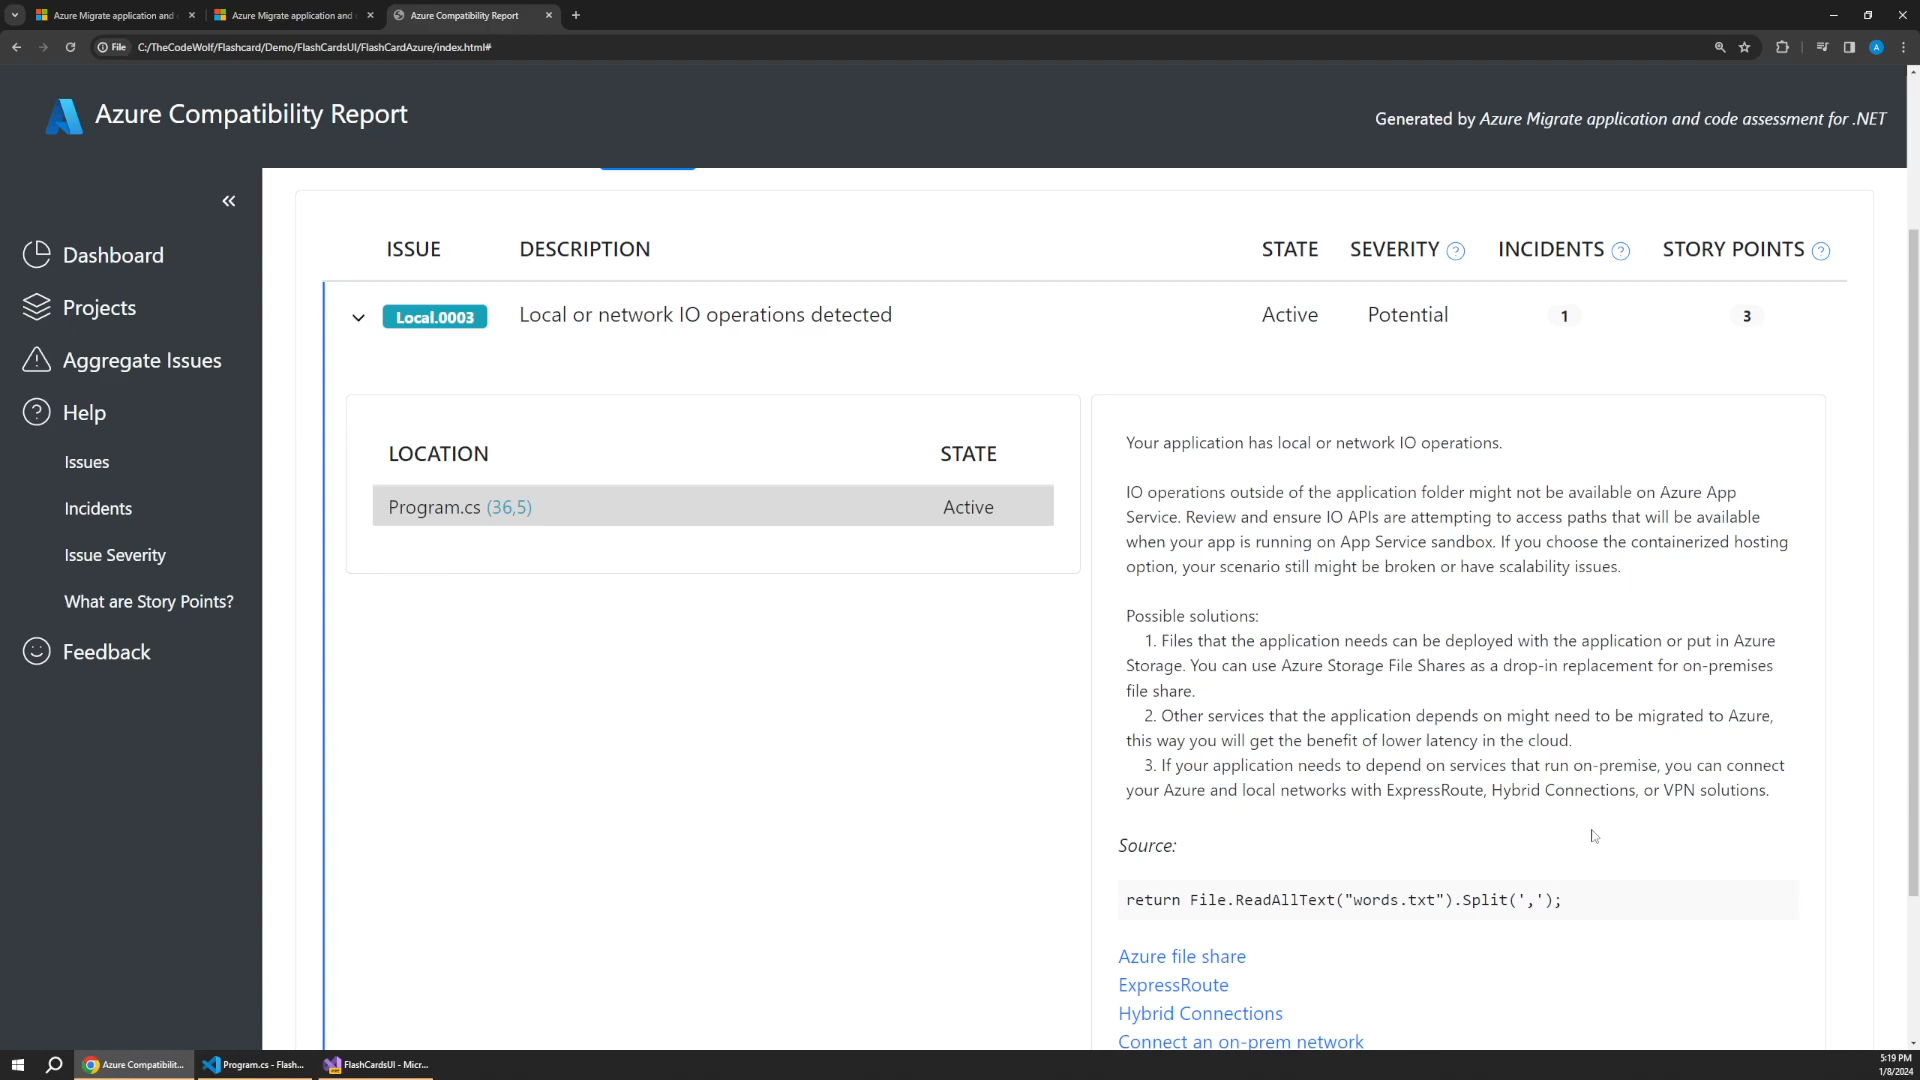 Azure Migrate application and
Azure Migrate application and
Azure Compatibility Report
File
C:/TheCodeWolf/Flashcard/Demo/FlashCardsUI/FlashCardAzure/index.html#
A
Azure Compatibility Report
Generated by Azure Migrate application and code assessment for .NET
Dashboard
Projects
Aggregate Issues
Help
Issues
Incidents
Issue Severity
What are Story Points?
Feedback
ISSUE DESCRIPTION STATE SEVERITY INCIDENTS STORY POINTS
Local.0003 Local or network IO operations detected Active Potential 1 3
LOCATION STATE
Program.cs (36,5) Active
Your application has local or network IO operations.
IO operations outside of the application folder might not be available on Azure App
Service. Review and ensure IO APIs are attempting to access paths that will be available
when your app is running on App Service sandbox. If you choose the containerized hosting
option, your scenario still might be broken or have scalability issues.
Possible solutions:
1. Files that the application needs can be deployed with the application or put in Azure
Storage. You can use Azure Storage File Shares as a drop-in replacement for on-premises
file share.
2. Other services that the application depends on might need to be migrated to Azure,
this way you will get the benefit of lower latency in the cloud.
3. If your application needs to depend on services that run on-premise, you can connect
your Azure and local networks with ExpressRoute, Hybrid Connections, or VPN solutions.
Source:
return File.ReadAllText("words.txt").Split(',');
Azure file share
ExpressRoute
Hybrid Connections
Connect an on-prem network
Azure Compatibilit...
Program.cs - Flash...
FlashCardsUI - Micr...
5:19 PM
1/8/2024